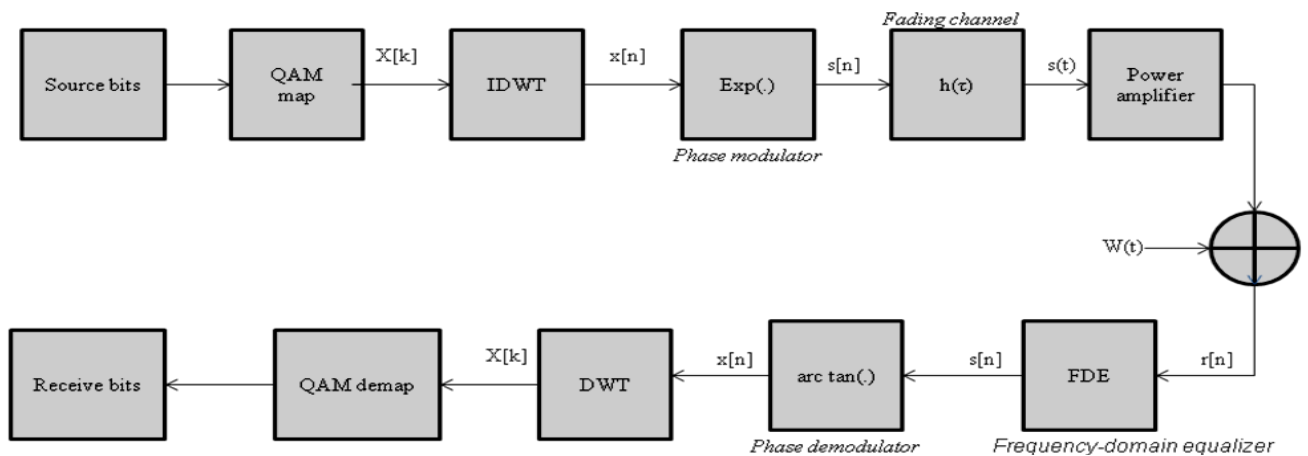 Fading channel
Source bits
QAM
map
X[k]
IDWT
x[n]
Exp(.)
s[n]
h(τ)
s(t)
Power
amplifier
Phase modulator
W(t)
Receive bits
QAM demap
X[k]
DWT
x[n]
arc tan(.)
s[n]
FDE
r[n]
Phase demodulator
Frequency-domain equalizer